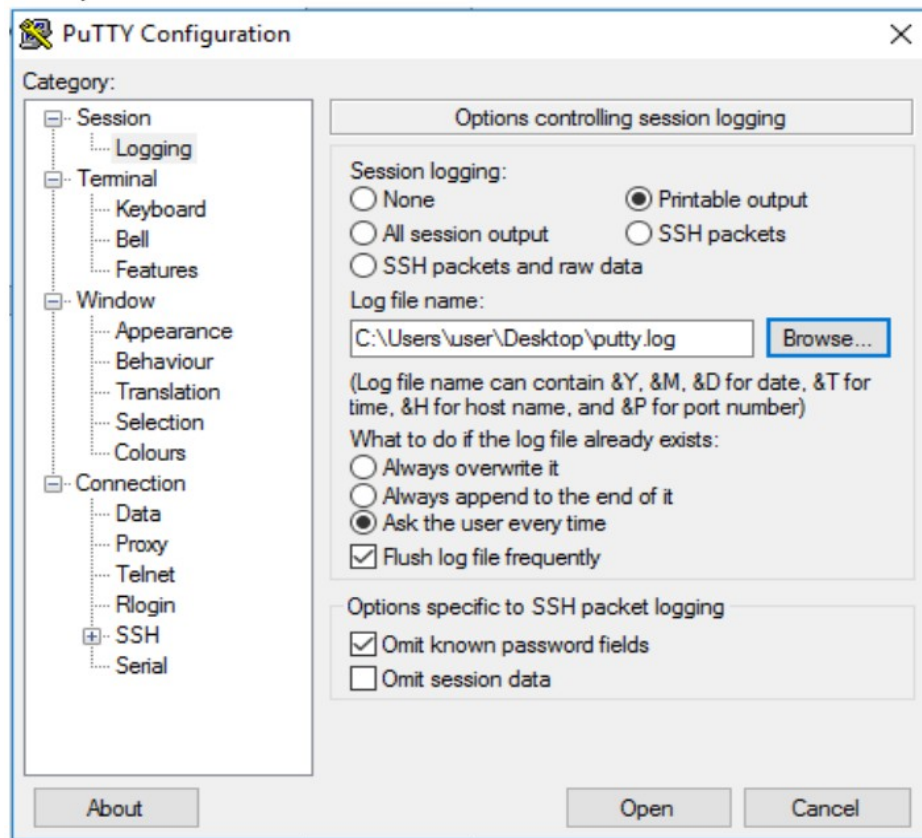 PuTTY Configuration
Category:
Session
Logging
Terminal
Keyboard
Bell
Features
Window
Appearance
Behaviour
Translation
Selection
Colours
Connection
Data
Proxy
Telnet
Rlogin
SSH
Serial
Options controlling session logging
Session logging:
None Printable output
All session output SSH packets
SSH packets and raw data
Log file name:
C:\Users\user\Desktop\putty.log Browse...
(Log file name can contain &Y, &M, &D for date, &T for
time, &H for host name, and &P for port number)
What to do if the log file already exists:
Always overwrite it
Always append to the end of it
Ask the user every time
Flush log file frequently
Options specific to SSH packet logging
Omit known password fields
Omit session data
About Open Cancel